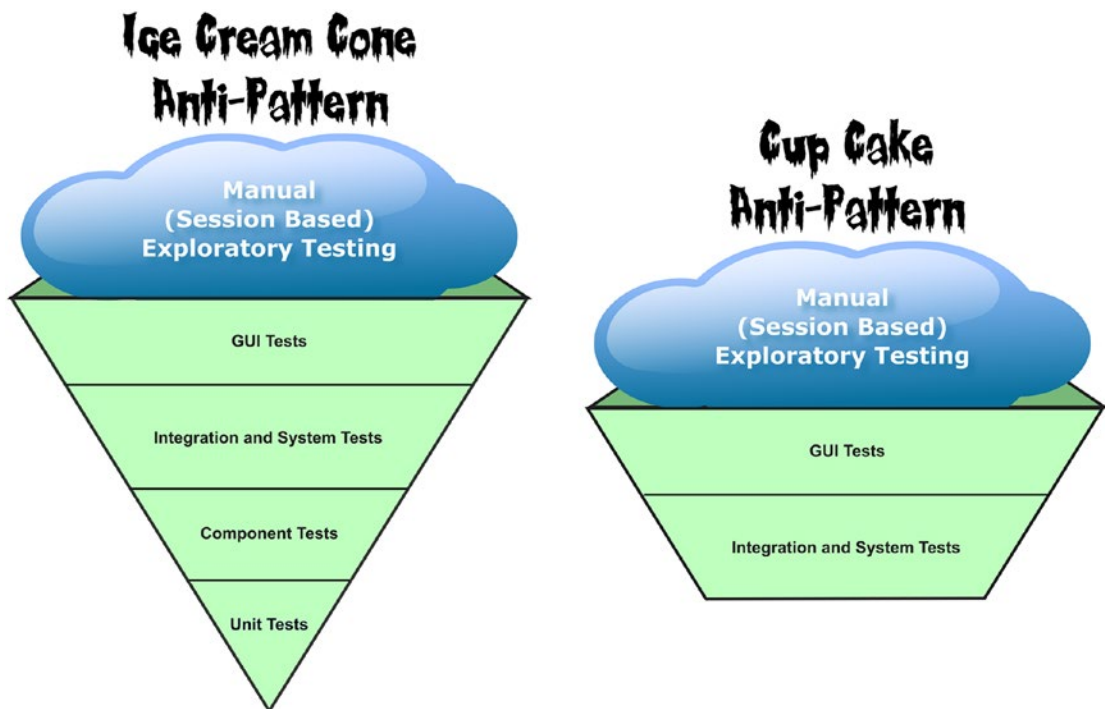 Ice Cream Cone
Anti-Pattern
Manual
(Session Based)
Exploratory Testing
GUI Tests
Integration and System Tests
Component Tests
Unit Tests
Cup Cake
Anti-Pattern
Manual
(Session Based)
Exploratory Testing
GUI Tests
Integration and System Tests